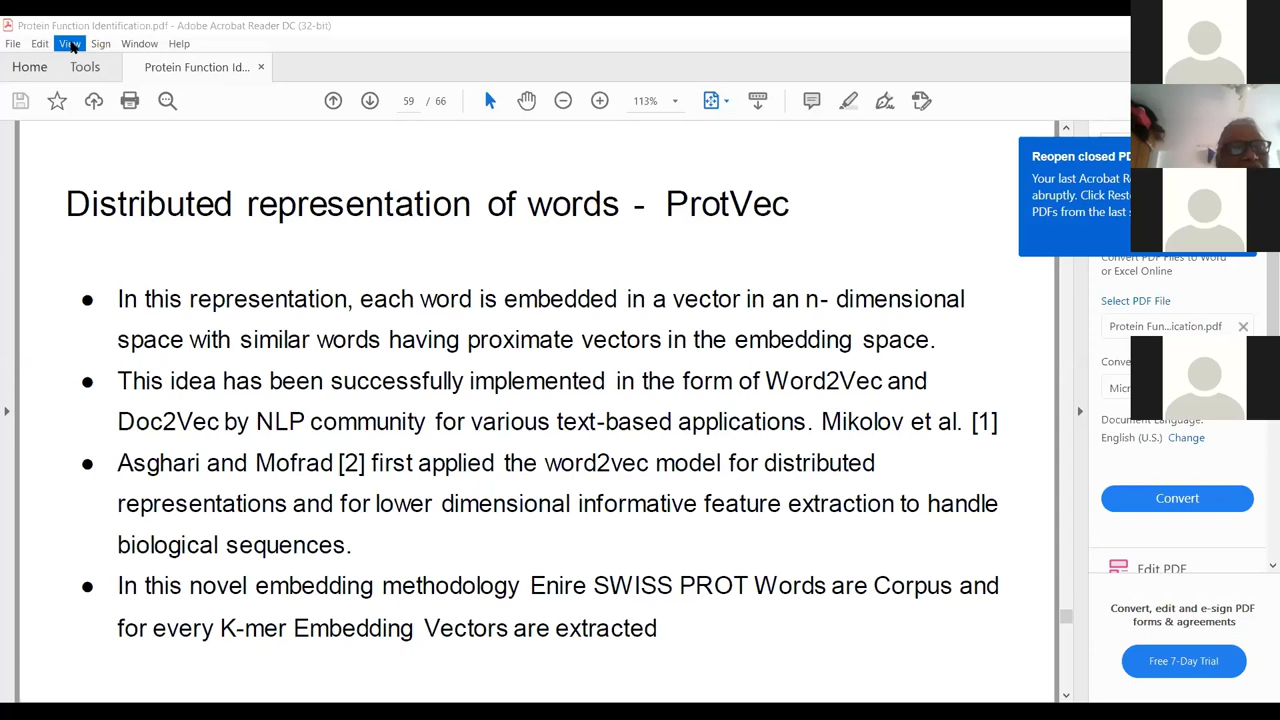 Protein Function Identification.pdf - Adobe Acrobat Reader DC (32-bit)
File Edit View Sign Window Help
Home Tools Protein Function Id... ×
59 / 66 113%
Reopen closed
Your last Acrobat
abruptly. Click
PDFs from the last
Distributed representation of words - ProtVec
In this representation, each word is embedded in a vector in an n- dimensional
space with similar words having proximate vectors in the embedding space.
This idea has been successfully implemented in the form of Word2Vec and
Doc2Vec by NLP community for various text-based applications. Mikolov et al. [1]
Asghari and Mofrad [2] first applied the word2vec model for distributed
representations and for lower dimensional informative feature extraction to handle
biological sequences.
In this novel embedding methodology Enire SWISS PROT Words are Corpus and
for every K-mer Embedding Vectors are extracted
Convert PDF Files to Word
or Excel Online
Select PDF File
Protein Fun...ication.pdf
Document Language:
English (U.S.) Change
Convert
Edit PDF
Convert, edit and e-sign PDF
forms & agreements
Free 7-Day Trial